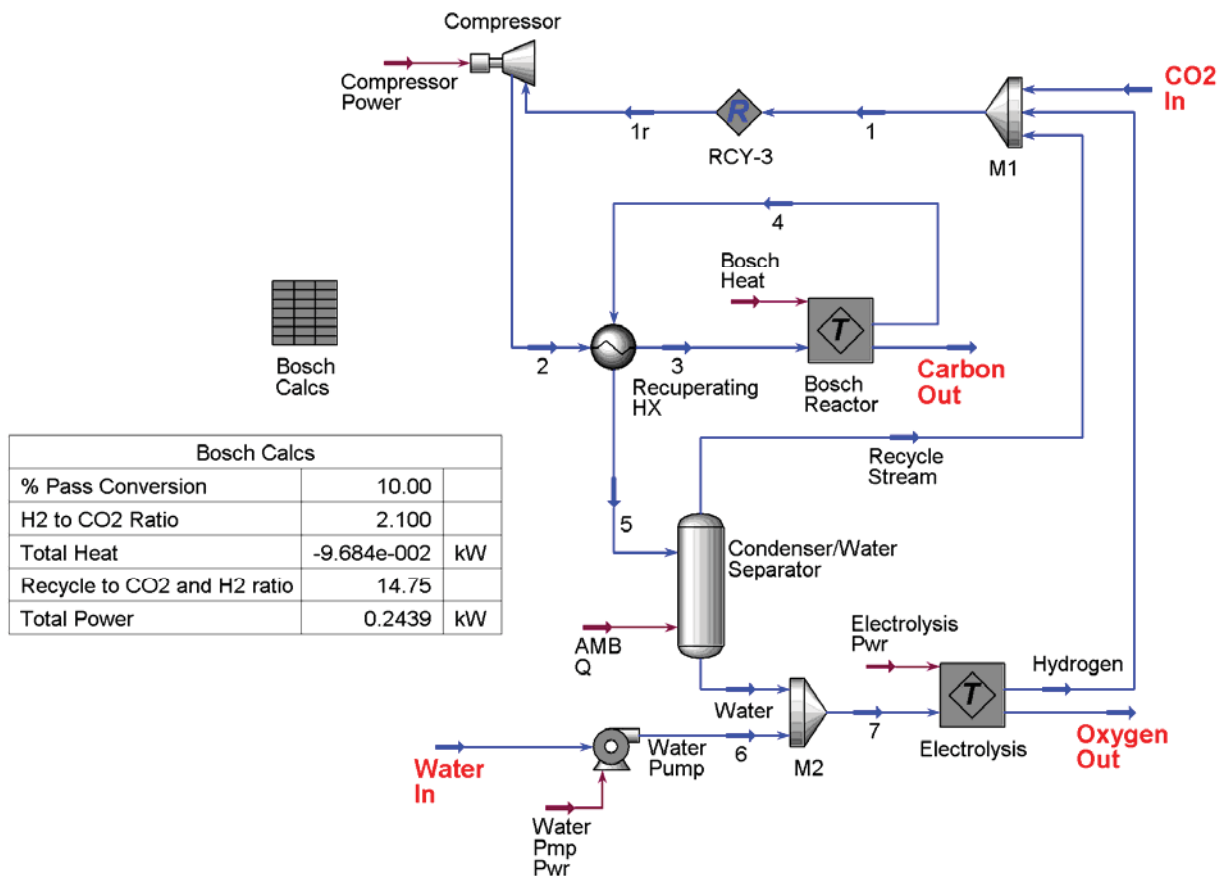 Compressor
Compressor
Power
1r
R
RCY-3
1
M1
CO2
In
4
Bosch
Heat
T
2
3
Recuperating
HX
Bosch
Reactor
Carbon
Out
Bosch
Calcs
Bosch Calcs
% Pass Conversion 10.00
H2 to CO2 Ratio 2.100
Total Heat -9.684e-002 kW
Recycle to CO2 and H2 ratio 14.75
Total Power 0.2439 kW
Recycle
Stream
5
Condenser/Water
Separator
AMB
Q
Electrolysis
Pwr
Hydrogen
T
Water
7
Electrolysis
Oxygen
Out
Water
In
Water
Pump
6
M2
Water
Pmp
Pwr